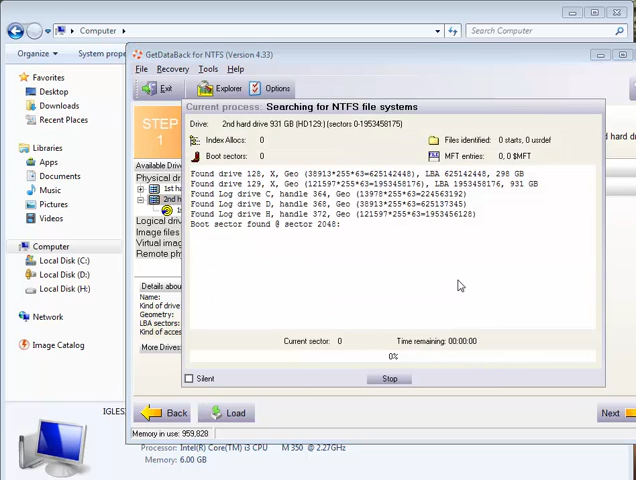 Computer
Search Computer
Organize
System prope
Favorites
Desktop
Downloads
Recent Places
Libraries
Apps
Documents
Music
Pictures
Videos
Computer
Local Disk (C:)
Local Disk (D:)
Local Disk (H:)
Network
Image Catalog
GetDataBack for NTFS (Version 4.33)
File Recovery Tools Help
Exit Explorer Options
STEP
1
Available Drive
Physical d
1st h
2nd h
Logical driv
Image files
Virtual imag
Remote phy
Details abou
Name:
Kind of drive
Geometry:
LBA sectors:
Kind of acces
More Drives:
Current process: Searching for NTFS file systems
Drive: 2nd hard drive 931 GB (HD129:) (sectors 0-1953458175)
Index Allocs: 0 Files identified: 0 starts, 0 usrdef
Boot sectors: 0 MFT entries: 0, 0 $MFT
Found drive 128, X, Geo (38913*255*63=625142448), LBA 625142448, 298 GB
Found drive 129, X, Geo (121597*255*63=1953458176), LBA 1953458176, 931 GB
Found Log drive C, handle 364, Geo (13978*255*63=224563192)
Found Log drive D, handle 368, Geo (38913*255*63=625137345)
Found Log drive H, handle 372, Geo (121597*255*63=1953456128)
Boot sector found @ sector 2048:
Current sector: 0 Time remaining: 00:00:00
0%
Silent
Stop
hard d
Back
Load
Next
Memory in use: 959,828
IGLES
Processor: Intel(R) Core(TM) i3 CPU M 350 @ 2.27GHz
Memory: 6.00 GB